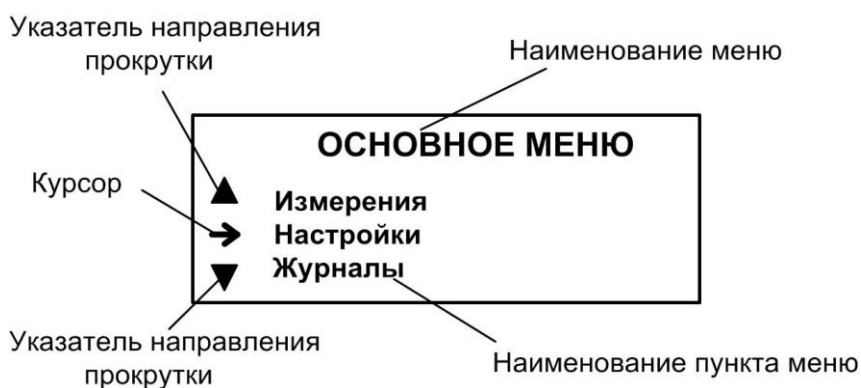 Указатель направления
прокрутки
Наименование меню
ОСНОВНОЕ МЕНЮ
Курсор
Измерения
Настройки
Журналы
Указатель направления
прокрутки
Наименование пункта меню